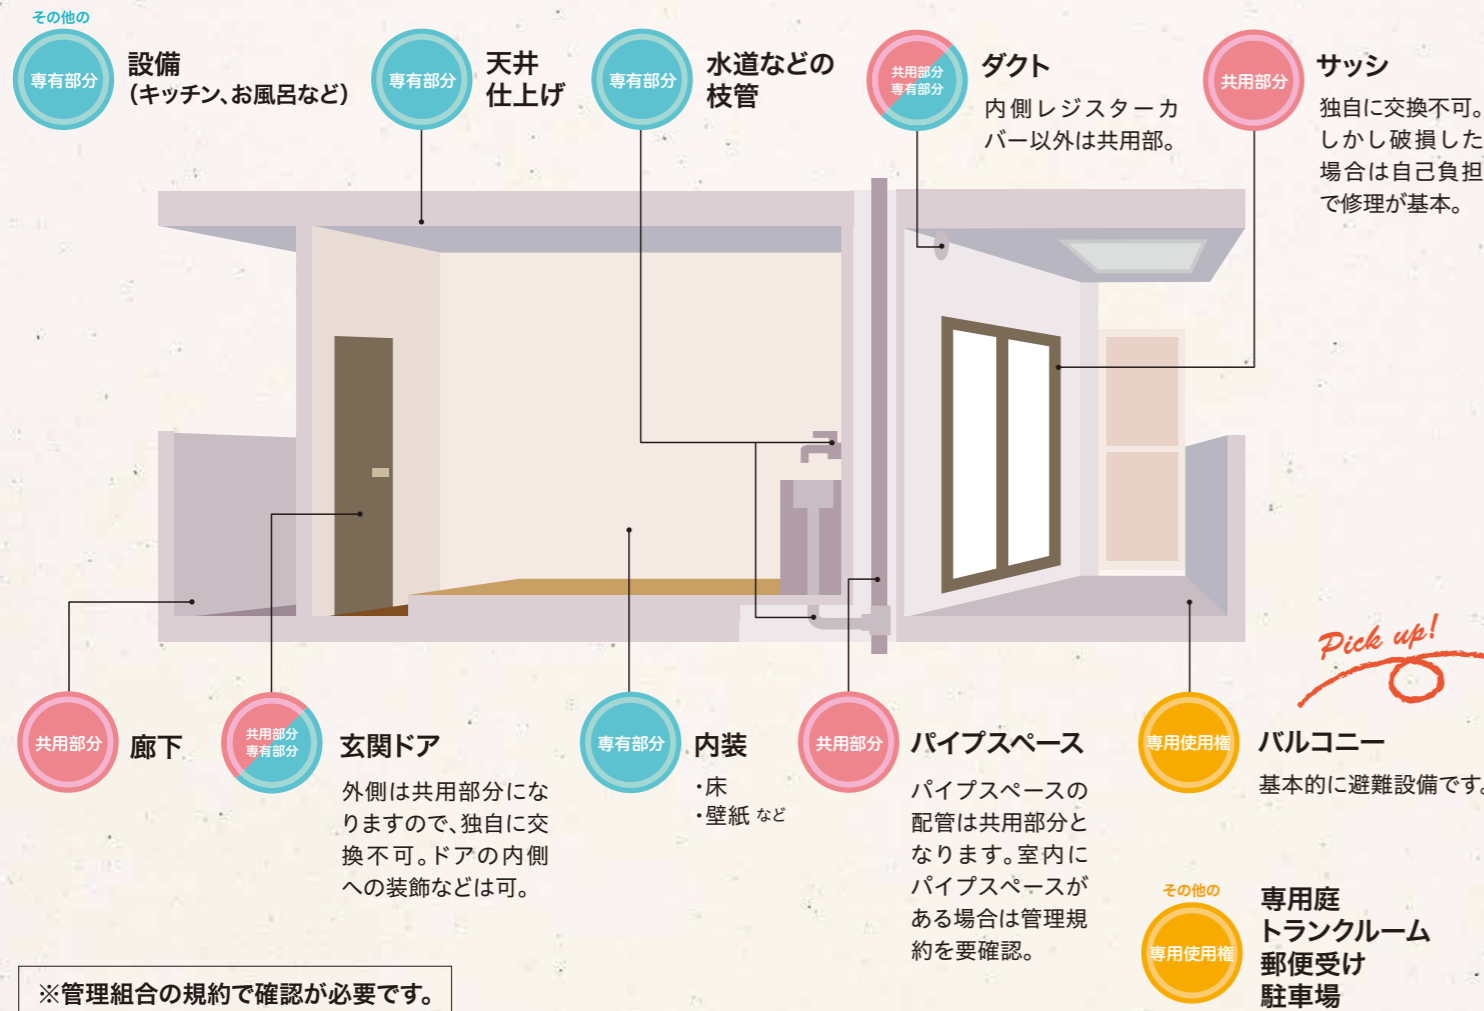 その他の
専有部分
設備
（キッチン、お風呂など）
専有部分
天井
仕上げ
専有部分
水道などの
枝管
共用部分
専有部分
ダクト
内側レジスターカ
バー以外は共用部。
共用部分
サッシ
独自に交換不可。
しかし破損した
場合は自己負担
で修理が基本。
Pick up!
共用部分
廊下
共用部分
専有部分
玄関ドア
外側は共用部分にな
りますので、独自に交
換不可。ドアの内側
への装飾などは可。
専有部分
内装
・床
・壁紙 など
共用部分
パイプスペース
パイプスペースの
配管は共用部分と
なります。室内に
パイプスペースが
ある場合は管理規
約を要確認。
専用使用権
バルコニー
基本的に避難設備です。
その他の
専用使用権
専用庭
トランクルーム
郵便受け
駐車場
※管理組合の規約で確認が必要です。